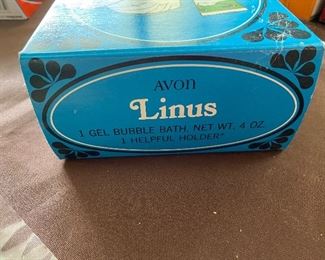 AVON
Linus
1 GEL BUBBLE BATH, NET WT. 4 OZ.
1 HELPFUL HOLDER